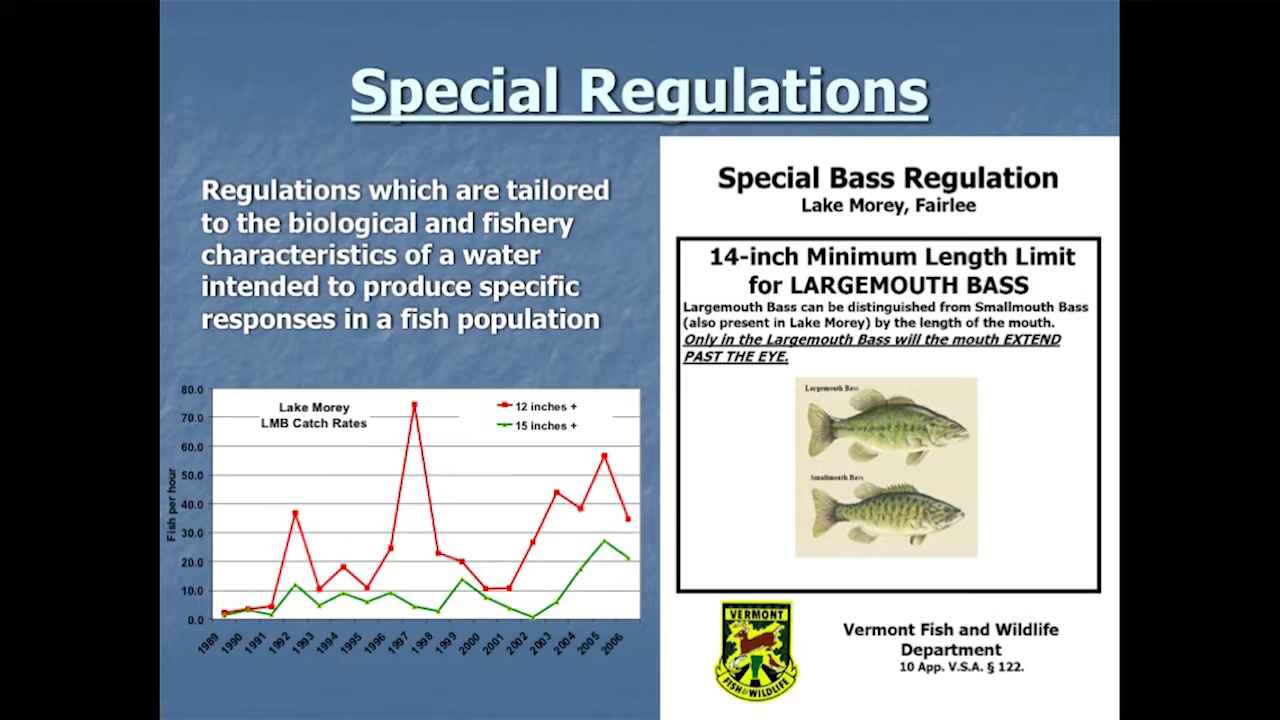 Special Regulations
Regulations which are tailored
to the biological and fishery
characteristics of a water
intended to produce specific
responses in a fish population
80.0
70.0
60.0
50.0
40.0
30.0
20.0
10.0
0.0
Fish per hour
Lake Morey
LMB Catch Rates
12 inches +
15 inches +
1989
1990
1991
1992
1993
1994
1995
1996
1997
1998
1999
2000
2001
2002
2003
2004
2005
2006
Special Bass Regulation
Lake Morey, Fairlee
14-inch Minimum Length Limit
for LARGEMOUTH BASS
Largemouth Bass can be distinguished from Smallmouth Bass
(also present in Lake Morey) by the length of the mouth.
Only in the Largemouth Bass will the mouth EXTEND
PAST THE EYE.
Largemouth Bass
Smallmouth Bass
VERMONT
FISH & WILDLIFE
Vermont Fish and Wildlife
Department
10 App. V.S.A. § 122.